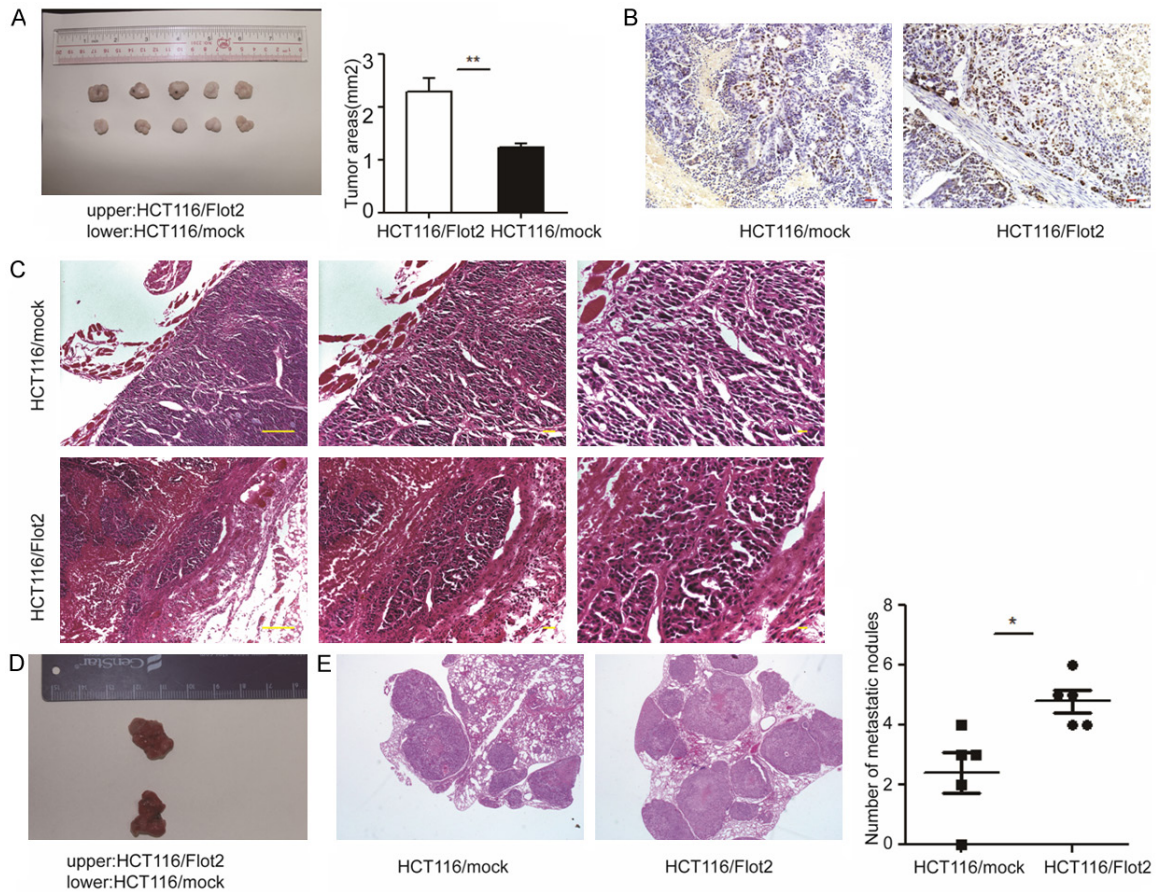 A
upper:HCT116/Flot2
lower:HCT116/mock
Tumor areas(mm2)
3
2
1
0
**
HCT116/Flot2 HCT116/mock
B
HCT116/mock
HCT116/Flot2
C
HCT116/mock
HCT116/Flot2
D
CenStar
upper:HCT116/Flot2
lower:HCT116/mock
E
HCT116/mock
HCT116/Flot2
Number of metastatic nodules
8
6
4
2
0
*
HCT116/mock
HCT116/Flot2